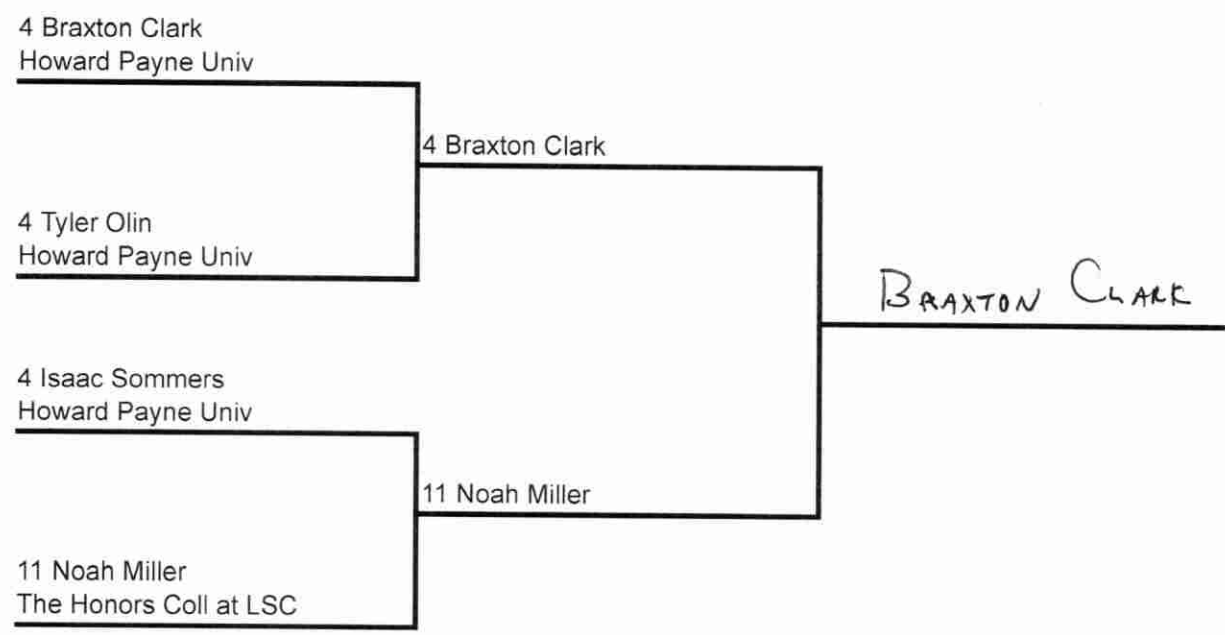 4 Braxton Clark
Howard Payne Univ
4 Braxton Clark
4 Tyler Olin
Howard Payne Univ
BRAXTON CLARK
4 Isaac Sommers
Howard Payne Univ
11 Noah Miller
11 Noah Miller
The Honors Coll at LSC